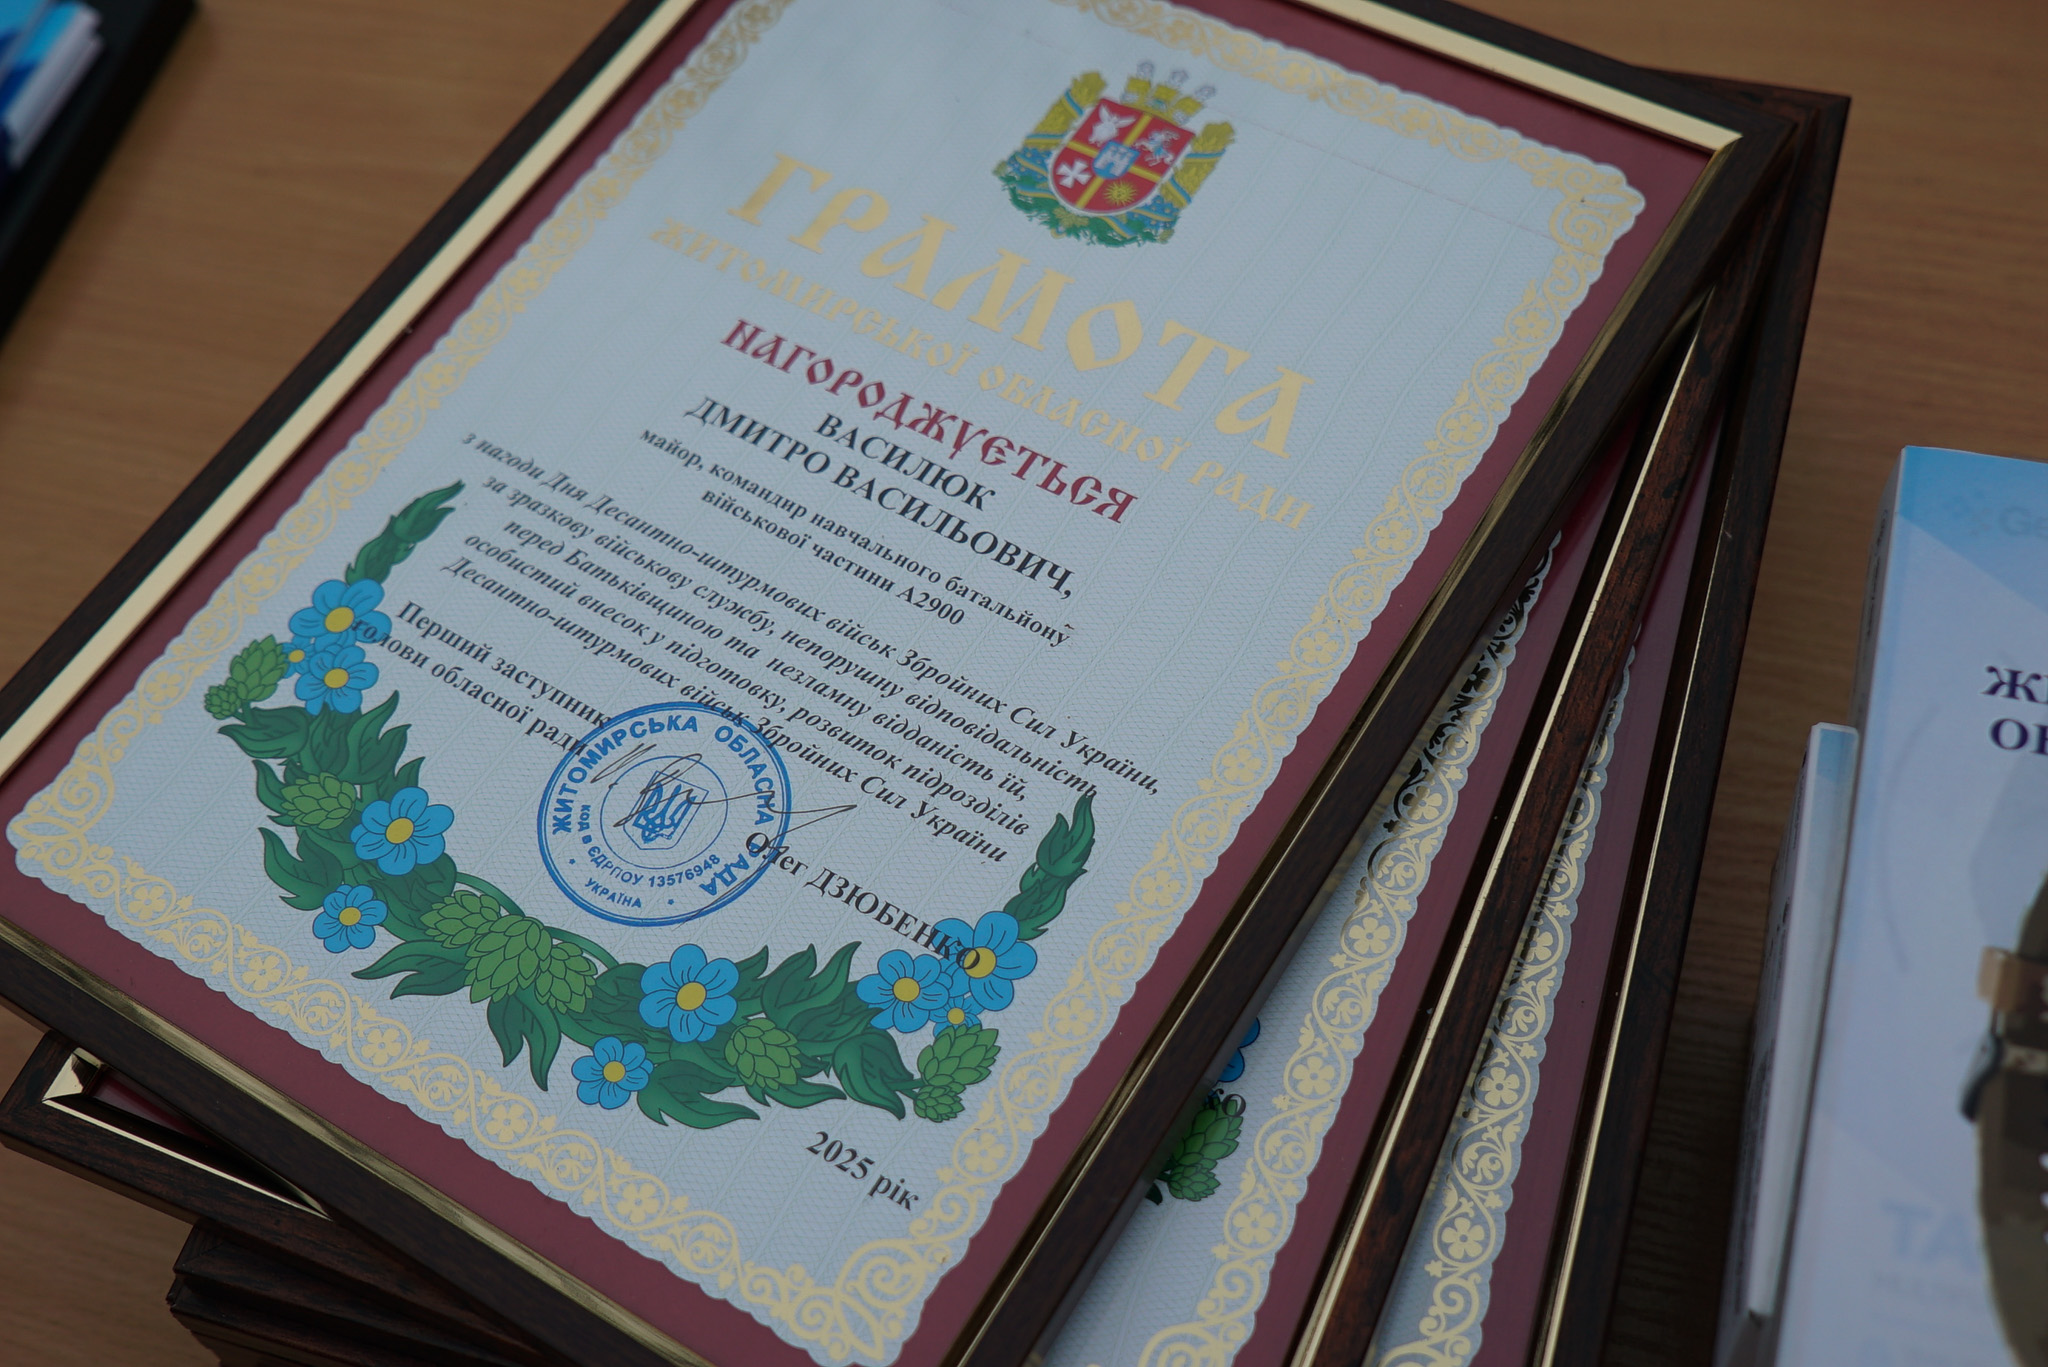 ГРАМОТА
ЖИТОМИРСЬКОЇ ОБЛАСНОЇ РАДИ
НАГОРОДЖУЄТЬСЯ
ВАСИЛЮК
ДМИТРО ВАСИЛЬОВИЧ,
майор, командир навчального батальйону
військової частини А2900
з нагоди Дня Десантно-штурмових військ Збройних Сил України,
за зразкову військову службу, непорушну відповідальність
перед Батьківщиною та незламну відданість їй,
особистий внесок у підготовку, розвиток підрозділів
Десантно-штурмових військ Збройних Сил України
Перший заступник
голови обласної ради
Олег ДЗЮБЕНКО
ЖИТОМИРСЬКА ОБЛАСНА РАДА
код в ЄДРПОУ 13576948
УКРАЇНА
2025 рік